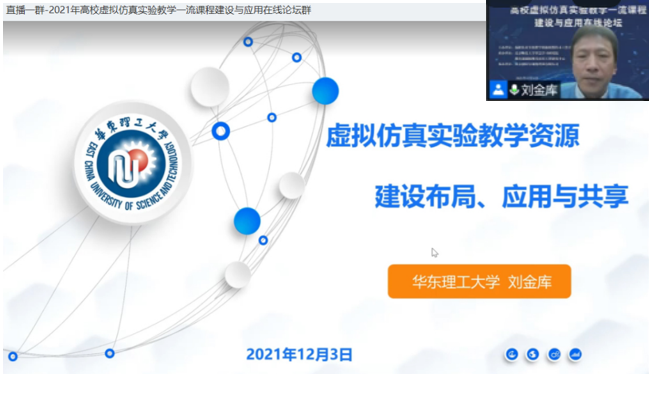 直播一群-2021年高校虚拟仿真实验教学一流课程建设与应用在线论坛群
高校虚拟仿真实验教学一流课程
建设与应用在线论坛
刘金库
華東理工大學
EAST CHINA UNIVERSITY OF SCIENCE AND TECHNOLOGY
虚拟仿真实验教学资源
建设布局、应用与共享
华东理工大学 刘金库
2021年12月3日